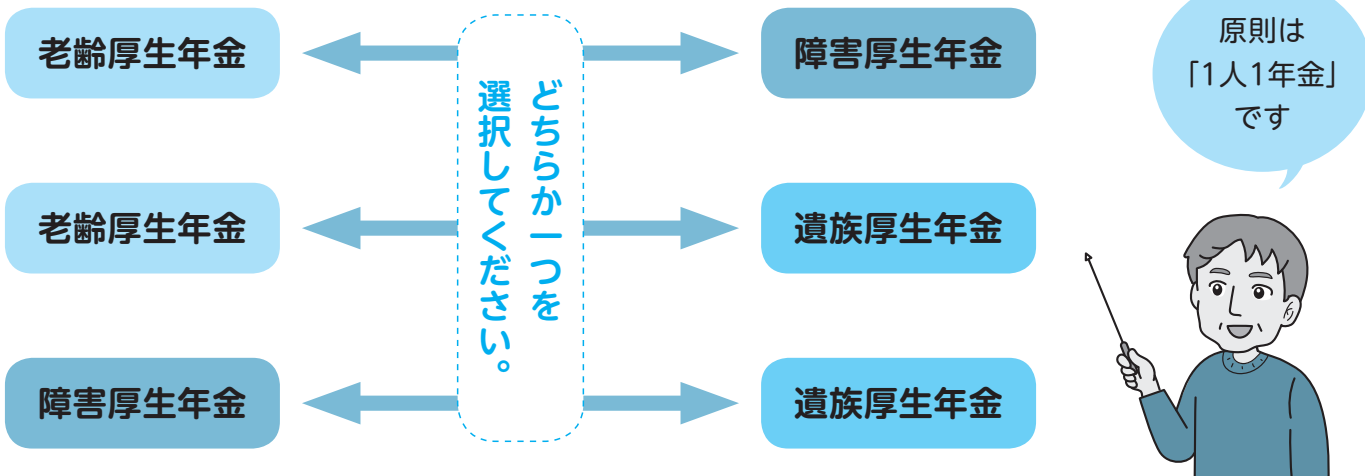 老齢厚生年金
障害厚生年金
老齢厚生年金
遺族厚生年金
障害厚生年金
遺族厚生年金
どちらか一つを
選択してください。
原則は
「1人1年金」
です